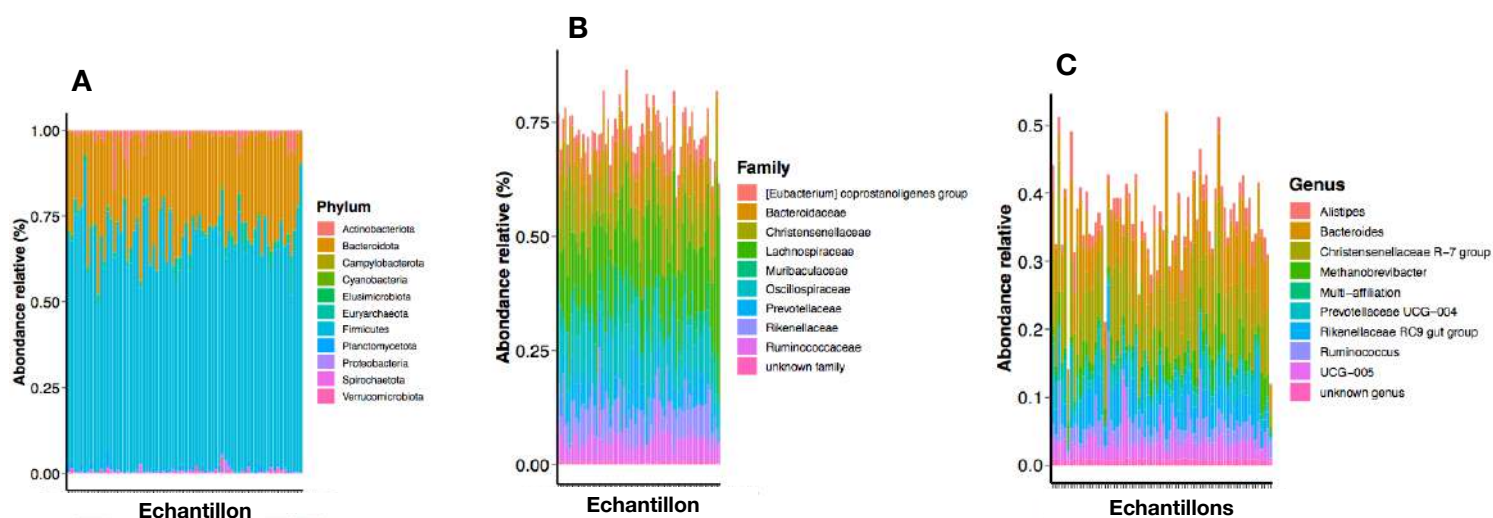 A
Abondance relative (%)
1.00
0.75
0.50
0.25
0.00
Echantillon
Phylum
Actinobacteriota
Bacteroidota
Campylobacterota
Cyanobacteria
Elusimicrobiota
Euryarchaeota
Firmicutes
Planctomycetota
Proteobacteria
Spirochaetota
Verrucomicrobiota
B
Abondance relative (%)
0.75
0.50
0.25
0.00
Echantillon
Family
[Eubacterium] coprostanoligenes group
Bacteroidaceae
Christensenellaceae
Lachnospiraceae
Muribaculaceae
Oscillospiraceae
Prevotellaceae
Rikenellaceae
Ruminococcaceae
unknown family
C
Abondance relative
0.5
0.4
0.3
0.2
0.1
0.0
Echantillons
Genus
Alistipes
Bacteroides
Christensenellaceae R-7 group
Methanobrevibacter
Multi-affiliation
Prevotellaceae UCG-004
Rikenellaceae RC9 gut group
Ruminococcus
UCG-005
unknown genus